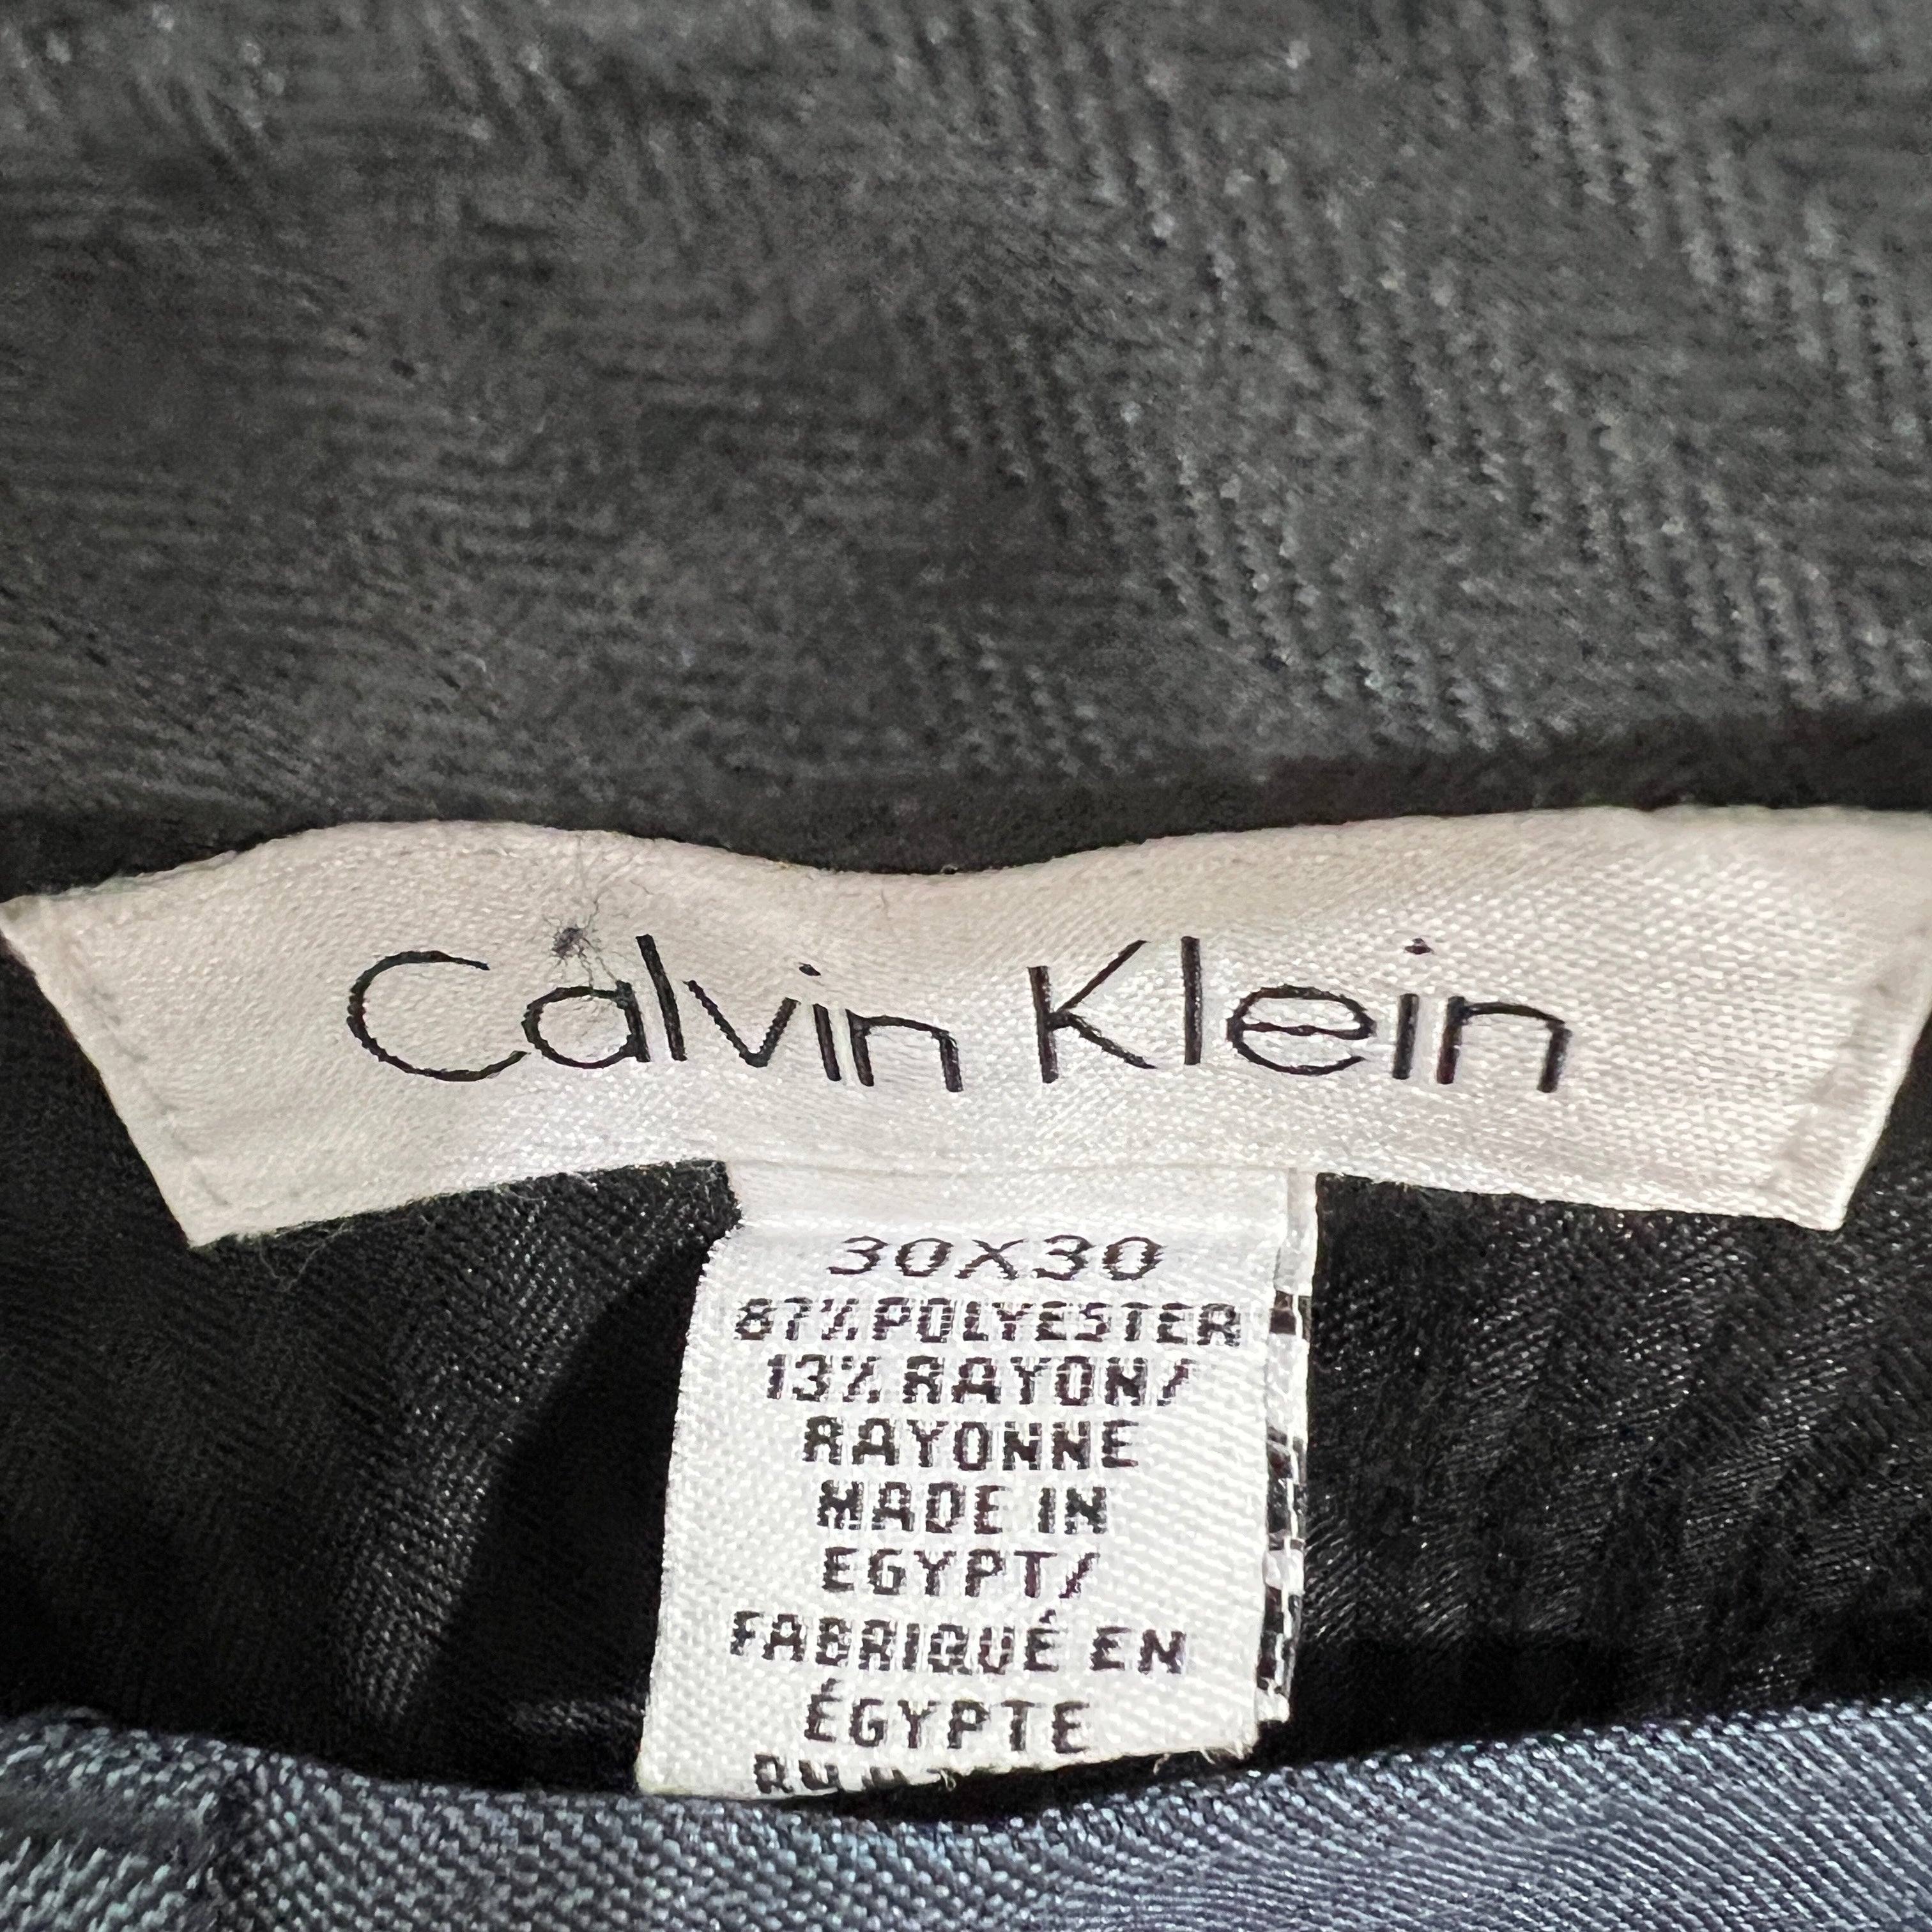 Calvin Klein
30X30
87% POLYESTER
13% RAYON/
RAYONNE
MADE IN
EGYPT/
FABRIQUÉ EN
ÉGYPTE